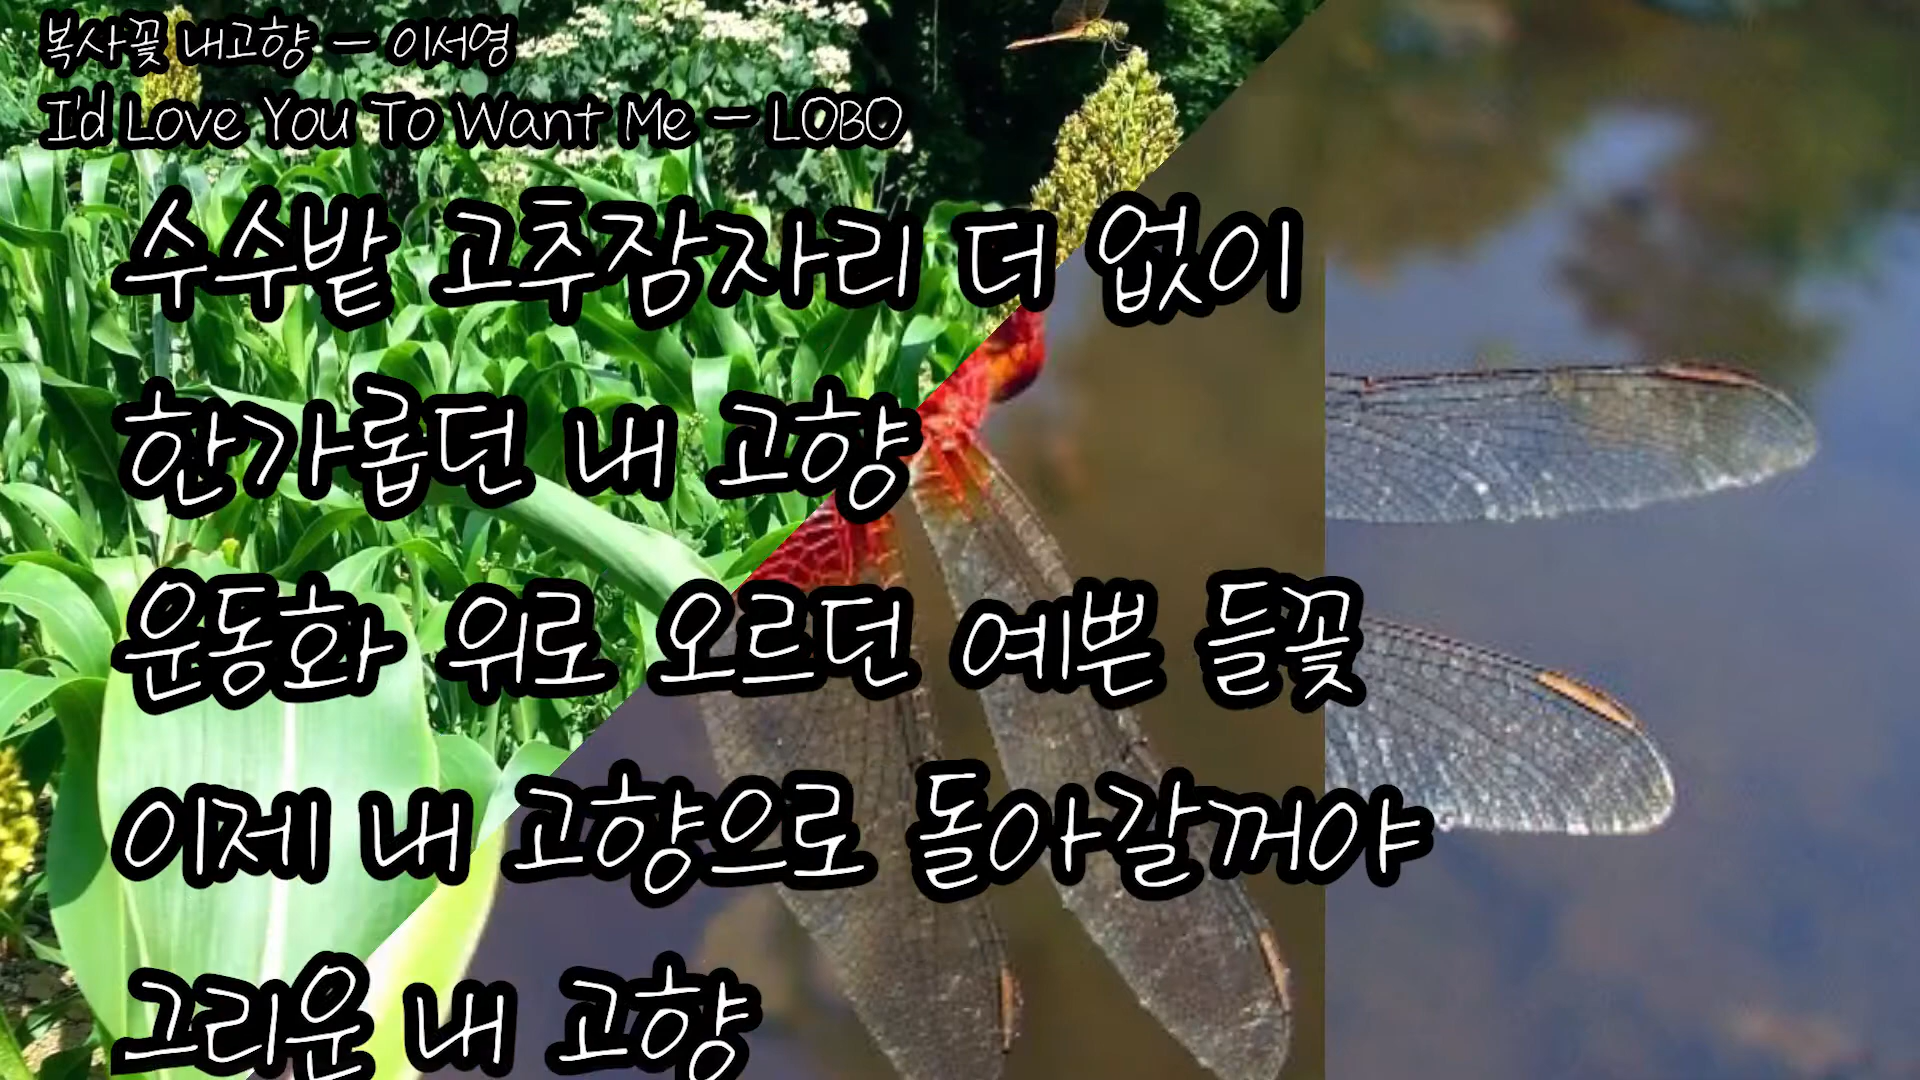 복사꽃 내고향 - 이서영
I'd Love You To Want Me - LOBO
수수밭 고추잠자리 더 없이
한가롭던 내 고향
운동화 위로 오르던 예쁜 들꽃
이제 내 고향으로 돌아갈꺼야
그리운 내 고향